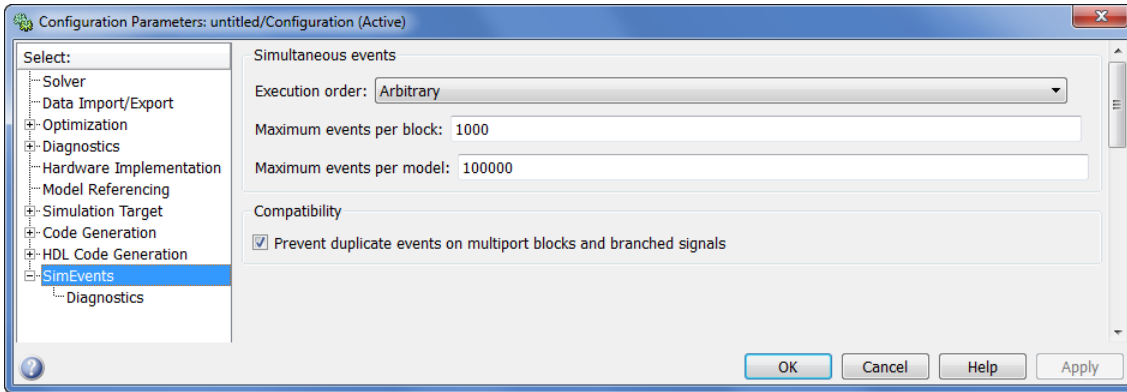 Configuration Parameters: untitled/Configuration (Active)
Select:
Solver
Data Import/Export
Optimization
Diagnostics
Hardware Implementation
Model Referencing
Simulation Target
Code Generation
HDL Code Generation
SimEvents
Diagnostics
Simultaneous events
Execution order: Arbitrary
Maximum events per block: 1000
Maximum events per model: 100000
Compatibility
Prevent duplicate events on multiport blocks and branched signals
OK Cancel Help Apply